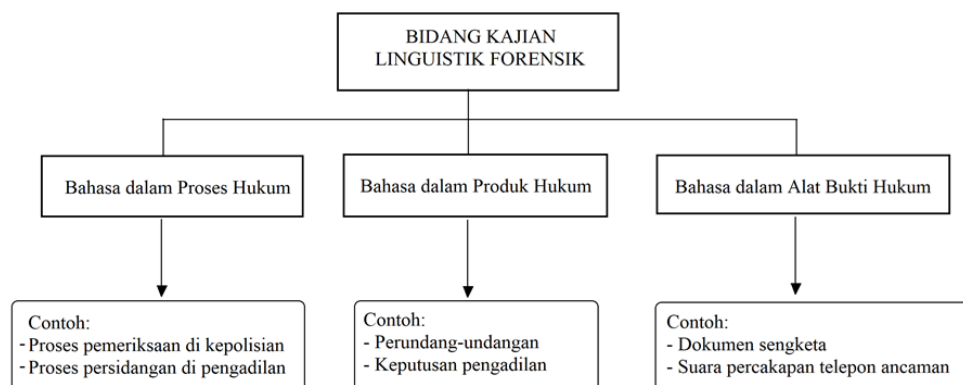 BIDANG KAJIAN
LINGUISTIK FORENSIK
Bahasa dalam Proses Hukum
Bahasa dalam Produk Hukum
Bahasa dalam Alat Bukti Hukum
Contoh:
- Proses pemeriksaan di kepolisian
- Proses persidangan di pengadilan
Contoh:
- Perundang-undangan
- Keputusan pengadilan
Contoh:
- Dokumen sengketa
- Suara percakapan telepon ancaman